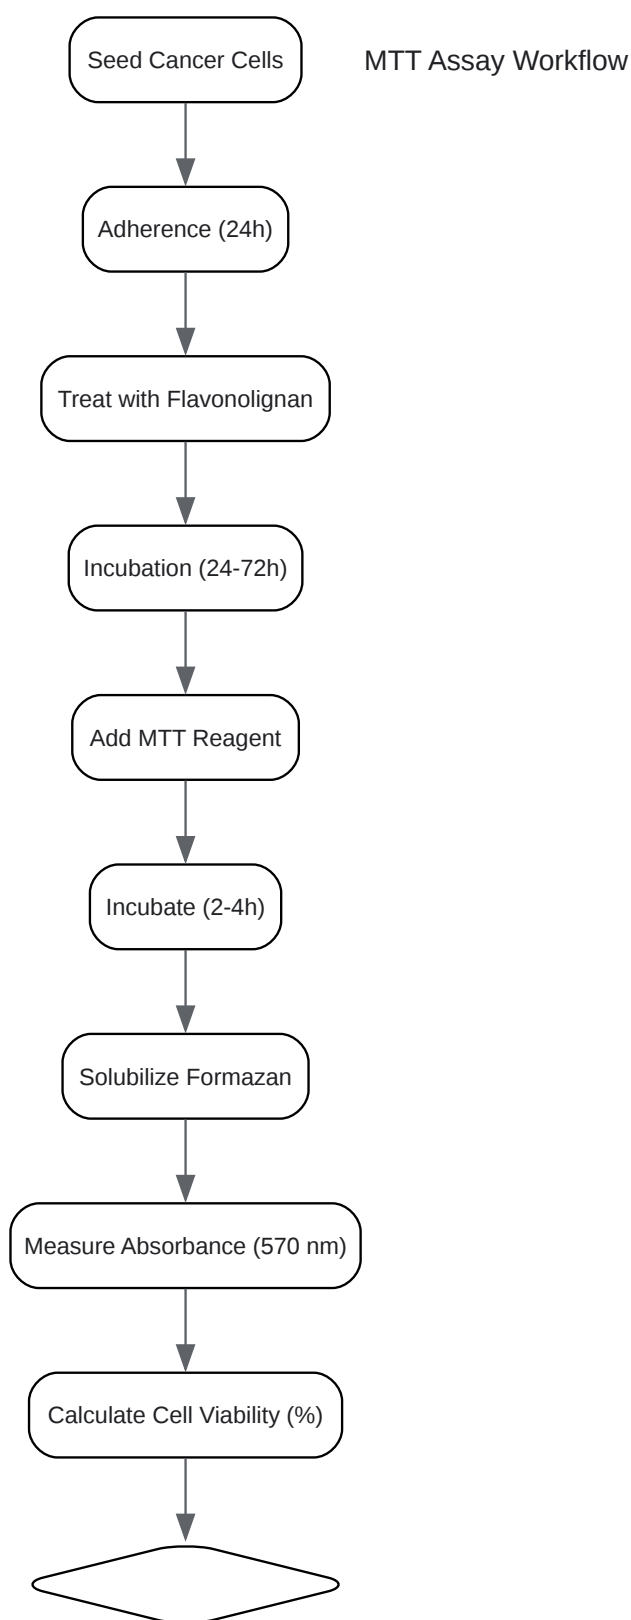 Seed Cancer Cells
MTT Assay Workflow
Adherence (24h)
Treat with Flavonolignan
Incubation (24-72h)
Add MTT Reagent
Incubate (2-4h)
Solubilize Formazan
Measure Absorbance (570 nm)
Calculate Cell Viability (%)